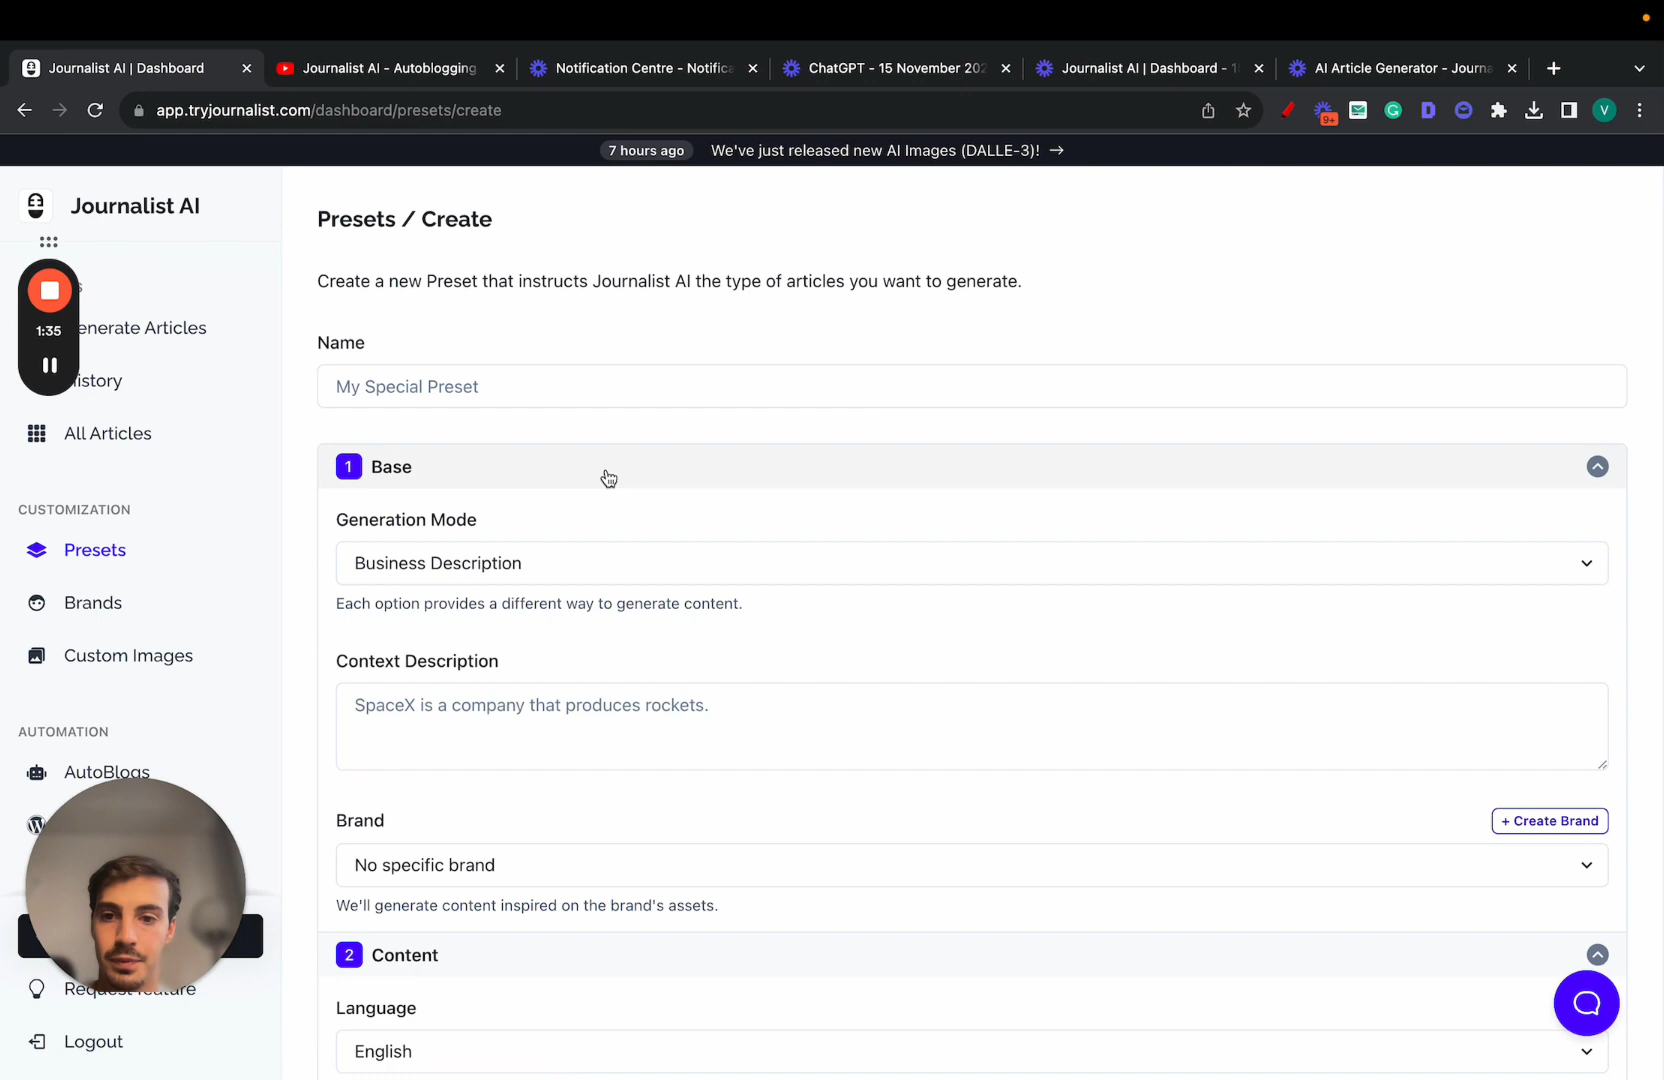 Journalist AI | Dashboard
Journalist AI - Autoblogging
Notification Centre - Notifica
ChatGPT - 15 November 202
Journalist AI | Dashboard - 1
AI Article Generator - Journa
app.tryjournalist.com/dashboard/presets/create
9+
V
7 hours ago We've just released new AI Images (DALLE-3)! →
Journalist AI
1:35
enerate Articles
istory
All Articles
CUSTOMIZATION
Presets
Brands
Custom Images
AUTOMATION
AutoBlogs
Request feature
Logout
Presets / Create
Create a new Preset that instructs Journalist AI the type of articles you want to generate.
Name
My Special Preset
1 Base
Generation Mode
Business Description
Each option provides a different way to generate content.
Context Description
SpaceX is a company that produces rockets.
Brand
+ Create Brand
No specific brand
We'll generate content inspired on the brand's assets.
2 Content
Language
English